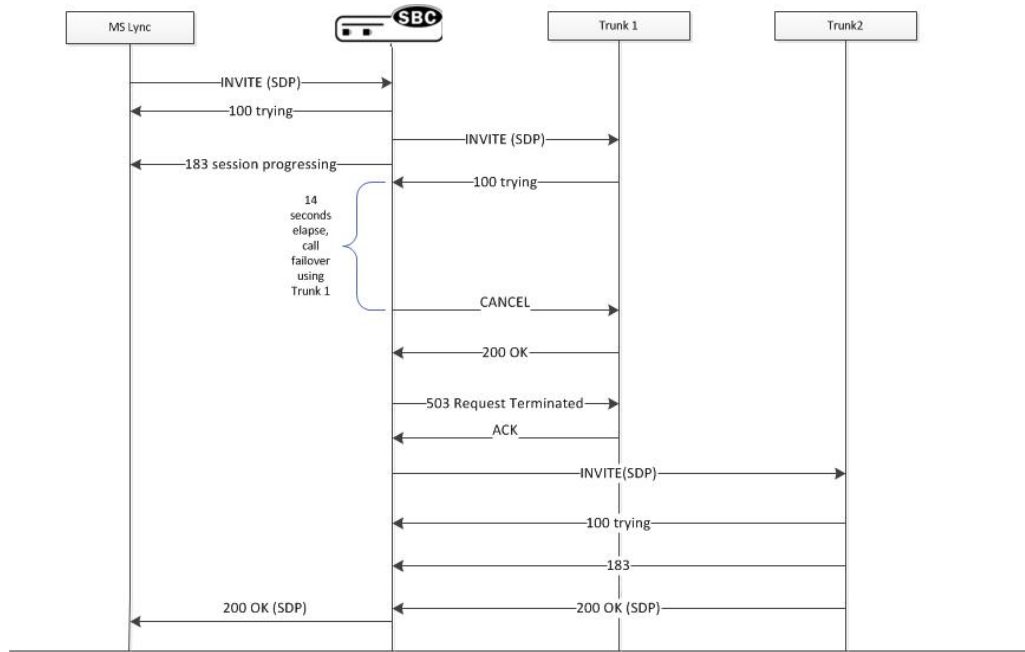 MS Lync
SBC
Trunk 1
Trunk2
INVITE (SDP)
100 trying
INVITE (SDP)
183 session progressing
100 trying
14
seconds
elapse,
call
failover
using
Trunk 1
CANCEL
200 OK
503 Request Terminated
ACK
INVITE(SDP)
100 trying
183
200 OK (SDP)
200 OK (SDP)